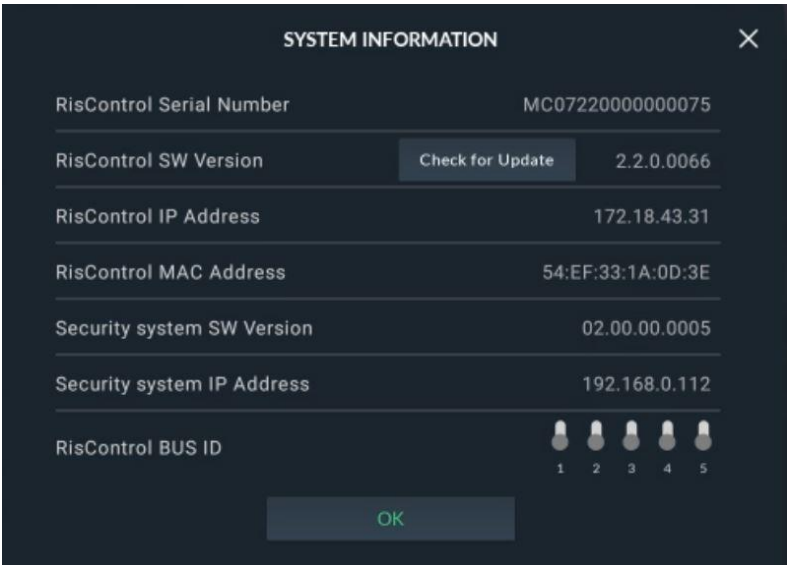 SYSTEM INFORMATION
RisControl Serial Number MC07220000000075
RisControl SW Version Check for Update 2.2.0.0066
RisControl IP Address 172.18.43.31
RisControl MAC Address 54:EF:33:1A:0D:3E
Security system SW Version 02.00.00.0005
Security system IP Address 192.168.0.112
RisControl BUS ID
1 2 3 4 5
OK